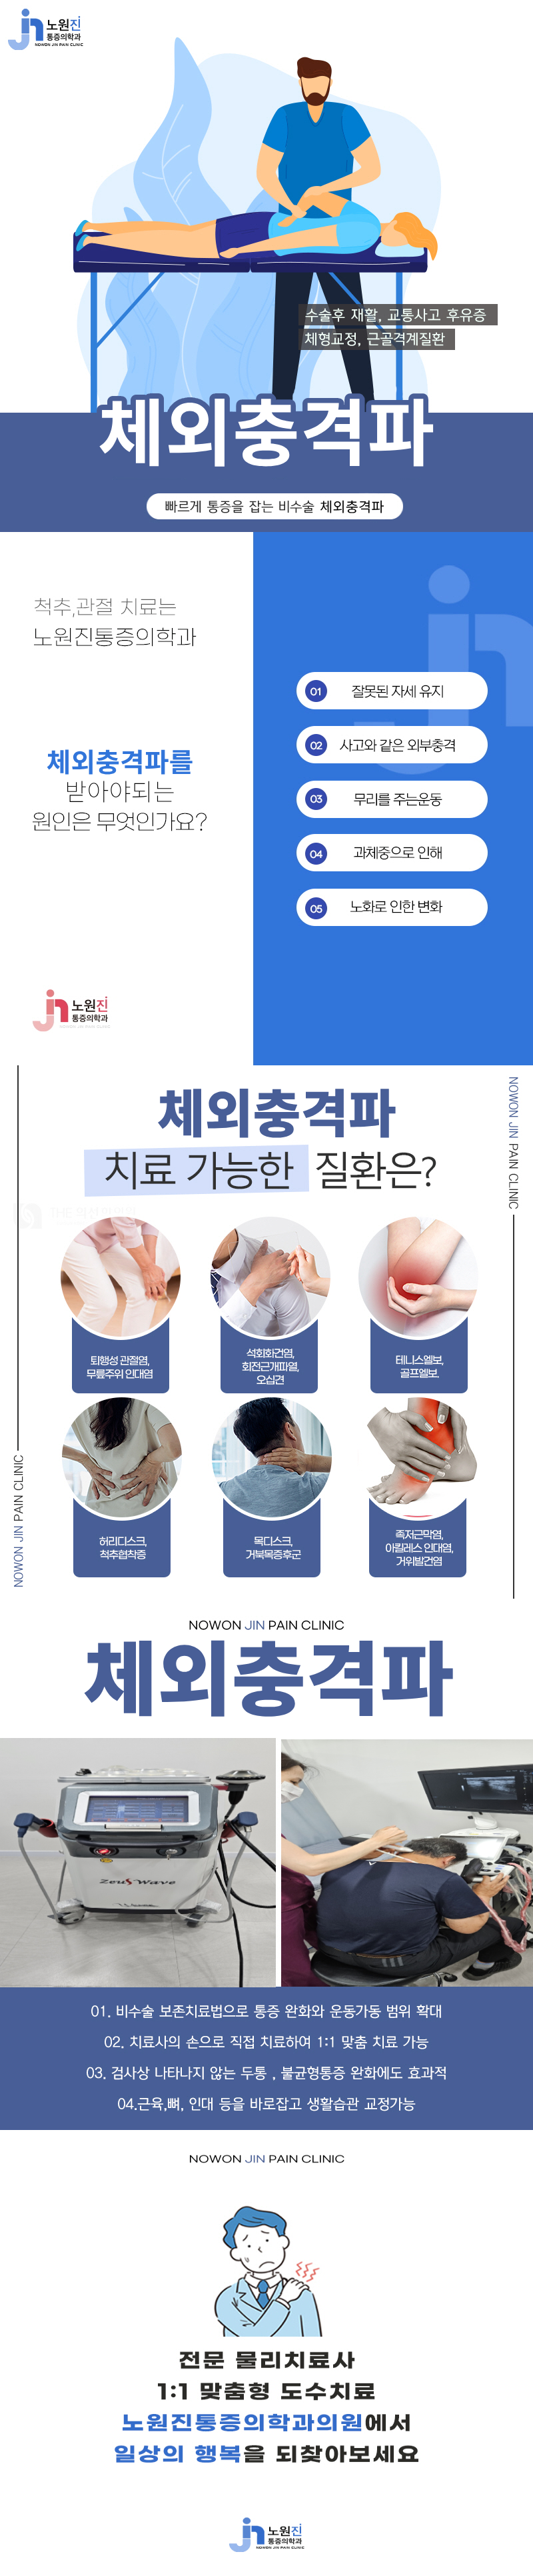 노원진
통증의학과
NOWON JIN PAIN CLINIC
수술후 재활, 교통사고 후유증
체형교정, 근골격계질환
체외충격파
빠르게 통증을 잡는 비수술 체외충격파
척추,관절 치료는
노원진통증의학과
체외충격파를
받아야되는
원인은 무엇인가요?
01 잘못된 자세 유지
02 사고와 같은 외부충격
03 무리를 주는운동
04 과체중으로 인해
05 노화로 인한 변화
노원진
통증의학과
NOWON JIN PAIN CLINIC
NOWON JIN PAIN CLINIC
체외충격파
치료 가능한 질환은?
퇴행성 관절염,
무릎주위 인대염
석회화건염,
회전근개파열,
오십견
테니스엘보,
골프엘보.
허리디스크,
척추협착증
목디스크,
거북목증후군
족저근막염,
아킬레스 인대염,
거위발건염
NOWON JIN PAIN CLINIC
NOWON JIN PAIN CLINIC
체외충격파
ZeuS Wave
01. 비수술 보존치료법으로 통증 완화와 운동가동 범위 확대
02. 치료사의 손으로 직접 치료하여 1:1 맞춤 치료 가능
03. 검사상 나타나지 않는 두통 , 불균형통증 완화에도 효과적
04.근육,뼈, 인대 등을 바로잡고 생활습관 교정가능
NOWON JIN PAIN CLINIC
전문 물리치료사
1:1 맞춤형 도수치료
노원진통증의학과의원에서
일상의 행복을 되찾아보세요
노원진
통증의학과
NOWON JIN PAIN CLINIC